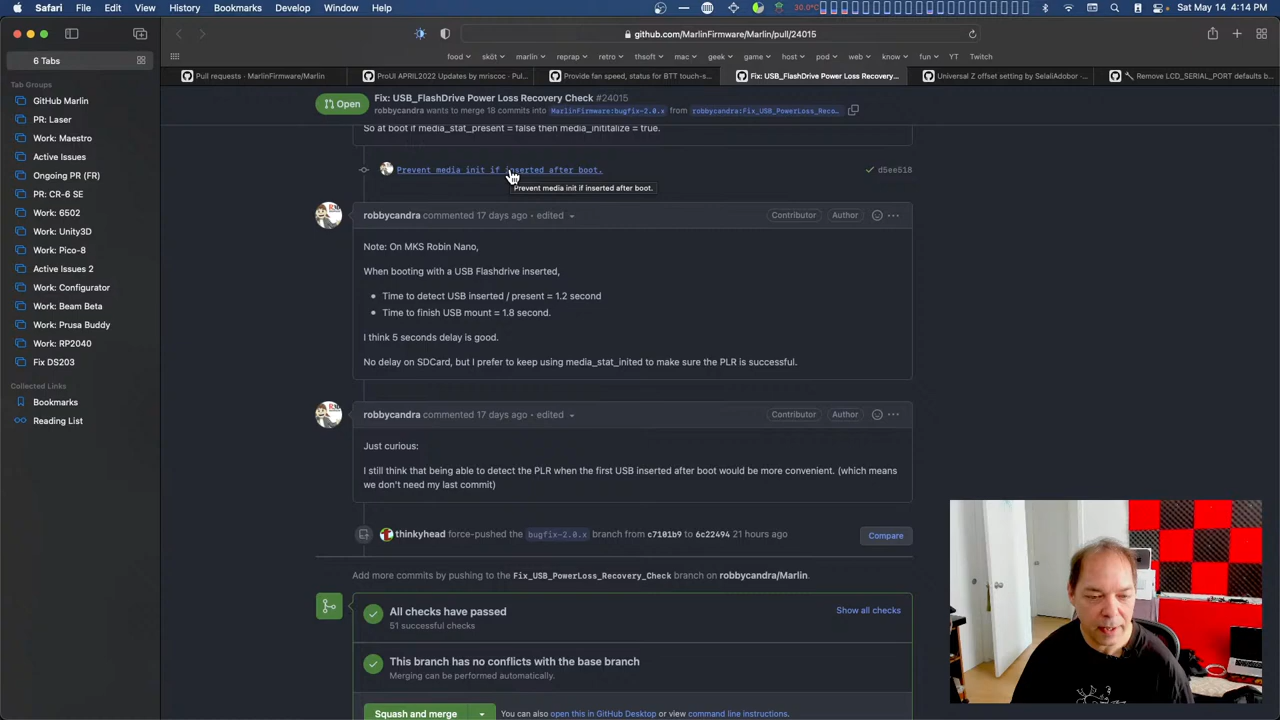 Safari File Edit View History Bookmarks Develop Window Help 30.0°C Sat May 14 4:14 PM
github.com/MarlinFirmware/Marlin/pull/24015
6 Tabs
food sköt marlin reprap retro thsoft mac geek game host pod web know fun YT Twitch
Pull requests · MarlinFirmware/Marlin
ProUI APRIL2022 Updates by mriscoc · Pul...
Provide fan speed, status for BTT touch-s...
Fix: USB_FlashDrive Power Loss Recovery...
Universal Z offset setting by SelaliAdobor ·...
Remove LCD_SERIAL_PORT defaults b...
Tab Groups
GitHub Marlin
PR: Laser
Work: Maestro
Active Issues
Ongoing PR (FR)
PR: CR-6 SE
Work: 6502
Work: Unity3D
Work: Pico-8
Active Issues 2
Work: Configurator
Work: Beam Beta
Work: Prusa Buddy
Work: RP2040
Fix DS203
Collected Links
Bookmarks
Reading List
Open
Fix: USB_FlashDrive Power Loss Recovery Check #24015
robbycandra wants to merge 18 commits into MarlinFirmware:bugfix-2.0.x from robbycandra:Fix_USB_PowerLoss_Reco...
So at boot if media_stat_present = false then media_inititalize = true.
Prevent media init if inserted after boot. d5ee518
Prevent media init if inserted after boot.
robbycandra commented 17 days ago • edited Contributor Author
Note: On MKS Robin Nano,
When booting with a USB Flashdrive inserted,
• Time to detect USB inserted / present = 1.2 second
• Time to finish USB mount = 1.8 second.
I think 5 seconds delay is good.
No delay on SDCard, but I prefer to keep using media_stat_inited to make sure the PLR is successful.
robbycandra commented 17 days ago • edited Contributor Author
Just curious:
I still think that being able to detect the PLR when the first USB inserted after boot would be more convenient. (which means
we don't need my last commit)
thinkyhead force-pushed the bugfix-2.0.x branch from c7101b9 to 6c22494 21 hours ago Compare
Add more commits by pushing to the Fix_USB_PowerLoss_Recovery_Check branch on robbycandra/Marlin.
All checks have passed Show all checks
51 successful checks
This branch has no conflicts with the base branch
Merging can be performed automatically.
Squash and merge You can also open this in GitHub Desktop or view command line instructions.